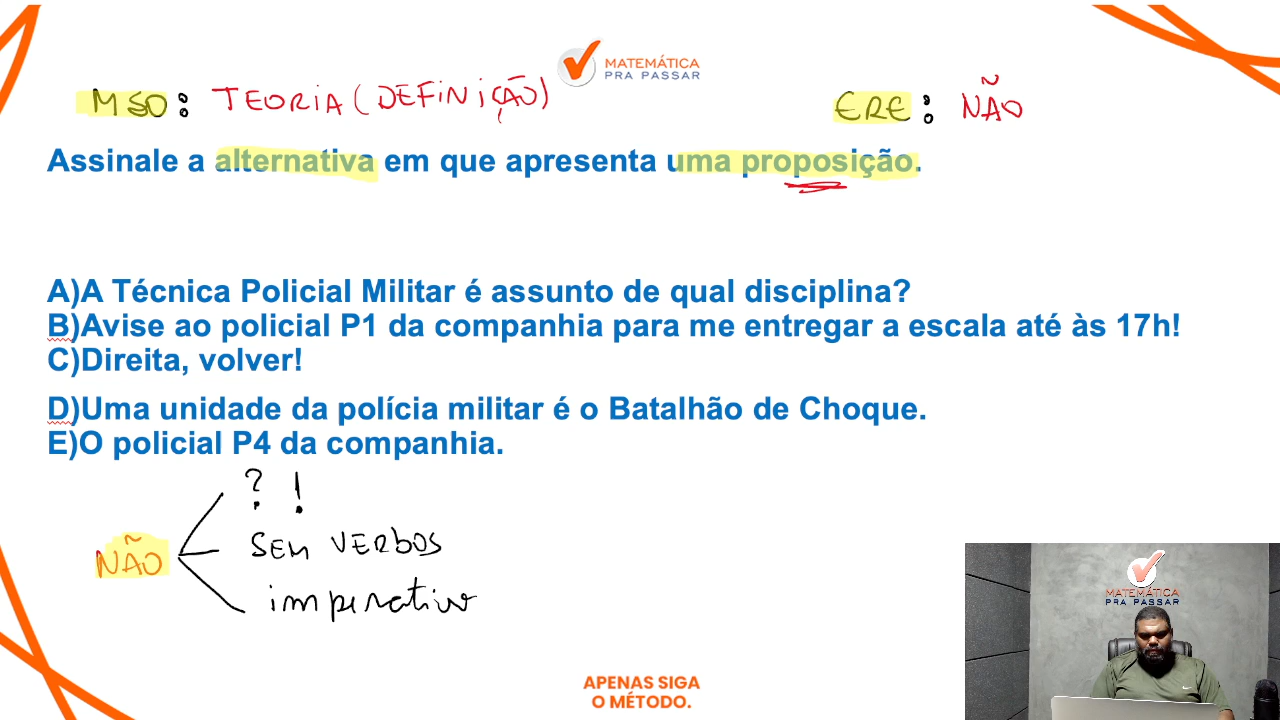 MATEMÁTICA
PRA PASSAR
MSO: TEORIA (DEFINIÇÃO)
ERE: NÃO
Assinale a alternativa em que apresenta uma proposição.
A)A Técnica Policial Militar é assunto de qual disciplina?
B)Avise ao policial P1 da companhia para me entregar a escala até às 17h!
C)Direita, volver!
D)Uma unidade da polícia militar é o Batalhão de Choque.
E)O policial P4 da companhia.
? !
NÃO
SEM VERBOS
imperativo
MATEMÁTICA
PRA PASSAR
APENAS SIGA
O MÉTODO.